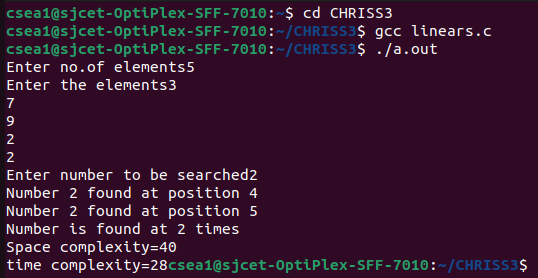 csea1@sjcet-OptiPlex-SFF-7010:~$ cd CHRISS3
csea1@sjcet-OptiPlex-SFF-7010:~/CHRISS3$ gcc linears.c
csea1@sjcet-OptiPlex-SFF-7010:~/CHRISS3$ ./a.out
Enter no.of elements5
Enter the elements3
7
9
2
2
Enter number to be searched2
Number 2 found at position 4
Number 2 found at position 5
Number is found at 2 times
Space complexity=40
time complexity=28csea1@sjcet-OptiPlex-SFF-7010:~/CHRISS3$